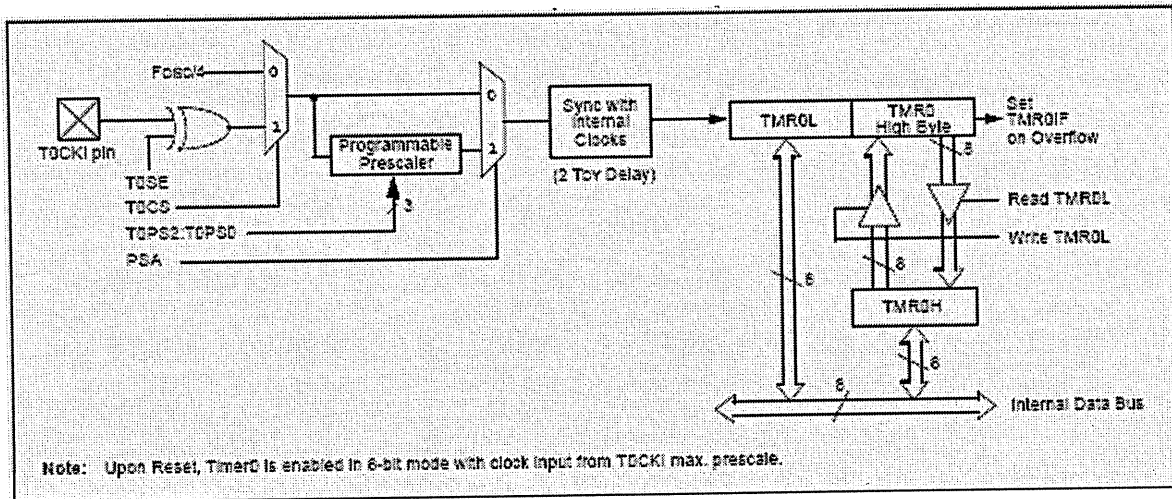 Fosc/4
0
1
T0CKI pin
T0SE
T0CS
T0PS2:T0PS0
PSA
Programmable
Prescaler
3
0
1
Sync with
Internal
Clocks
(2 TCY Delay)
TMR0L
TMR0
High Byte
Set
TMR0IF
on Overflow
8
Read TMR0L
Write TMR0L
8
8
TMR0H
8
8
Internal Data Bus
Note: Upon Reset, Timer0 is enabled in 8-bit mode with clock input from T0CKI max. prescale.